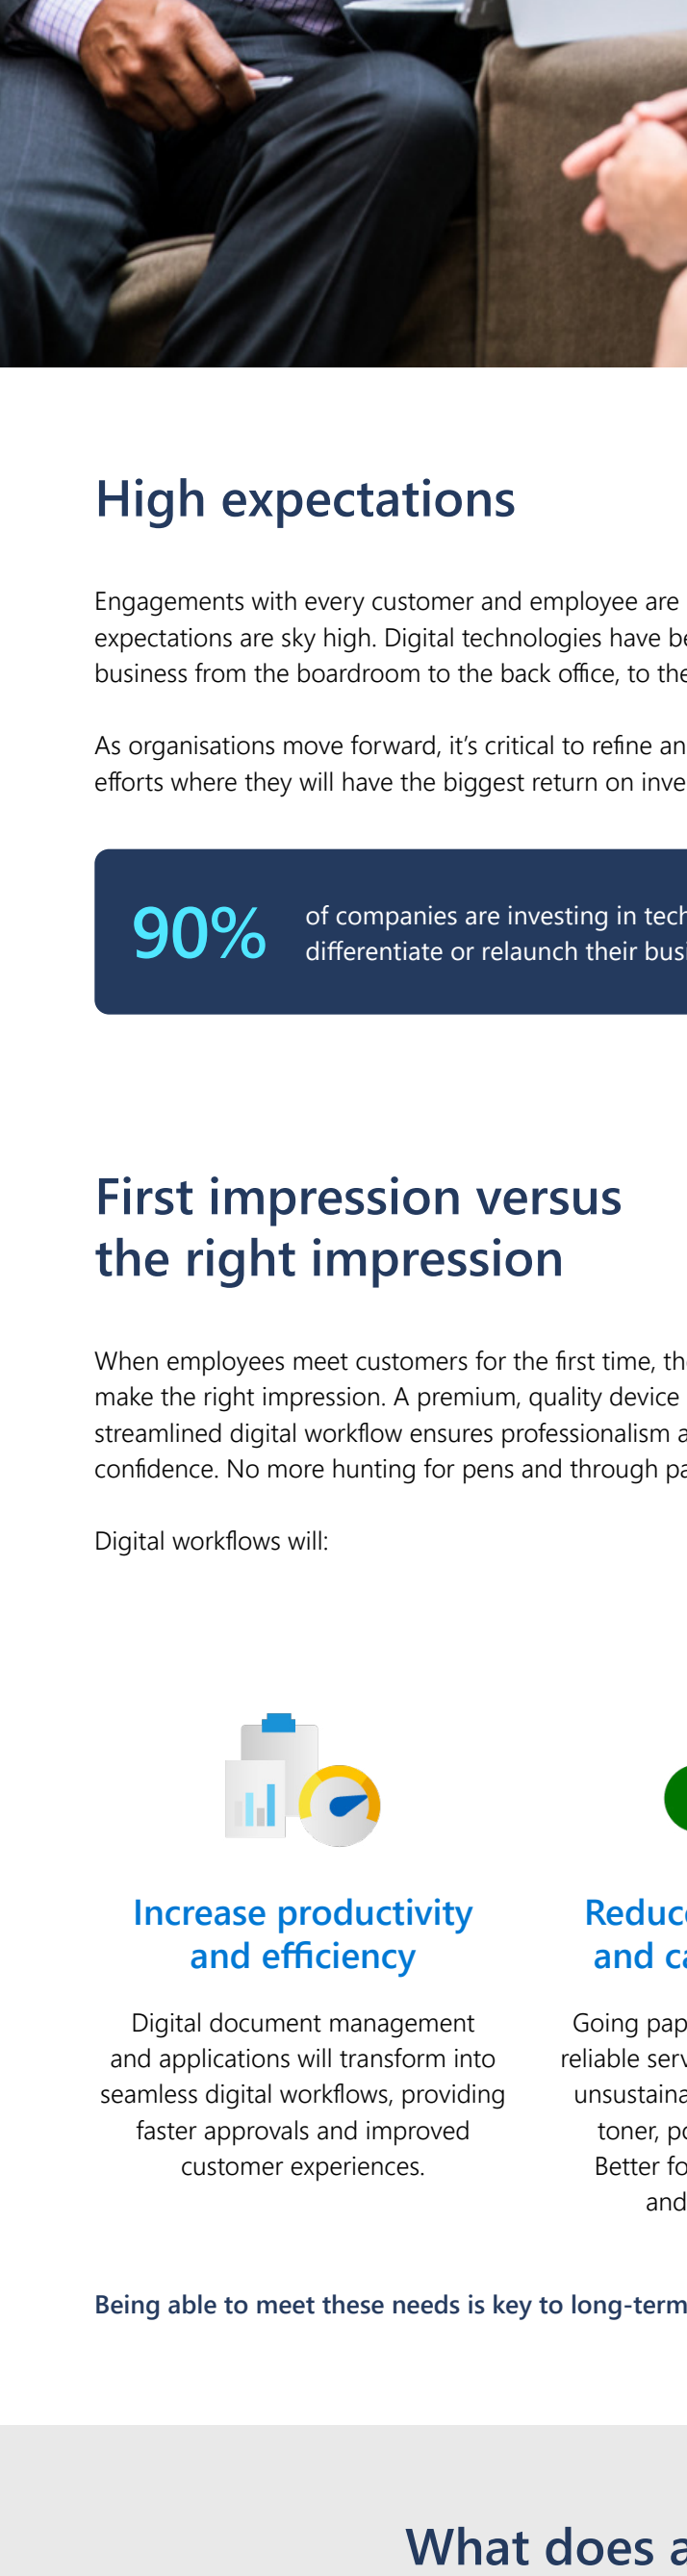 High expectations
Engagements with every customer and employee are
expectations are sky high. Digital technologies have be
business from the boardroom to the back office, to the
As organisations move forward, it’s critical to refine an
efforts where they will have the biggest return on inve
90%
of companies are investing in tech
differentiate or relaunch their busi
First impression versus
the right impression
When employees meet customers for the first time, the
make the right impression. A premium, quality device
streamlined digital workflow ensures professionalism a
confidence. No more hunting for pens and through pa
Digital workflows will:
Increase productivity
and efficiency
Digital document management
and applications will transform into
seamless digital workflows, providing
faster approvals and improved
customer experiences.
Reduce
and ca
Going pap
reliable serv
unsustaina
toner, po
Better fo
and
Being able to meet these needs is key to long-term
What does a